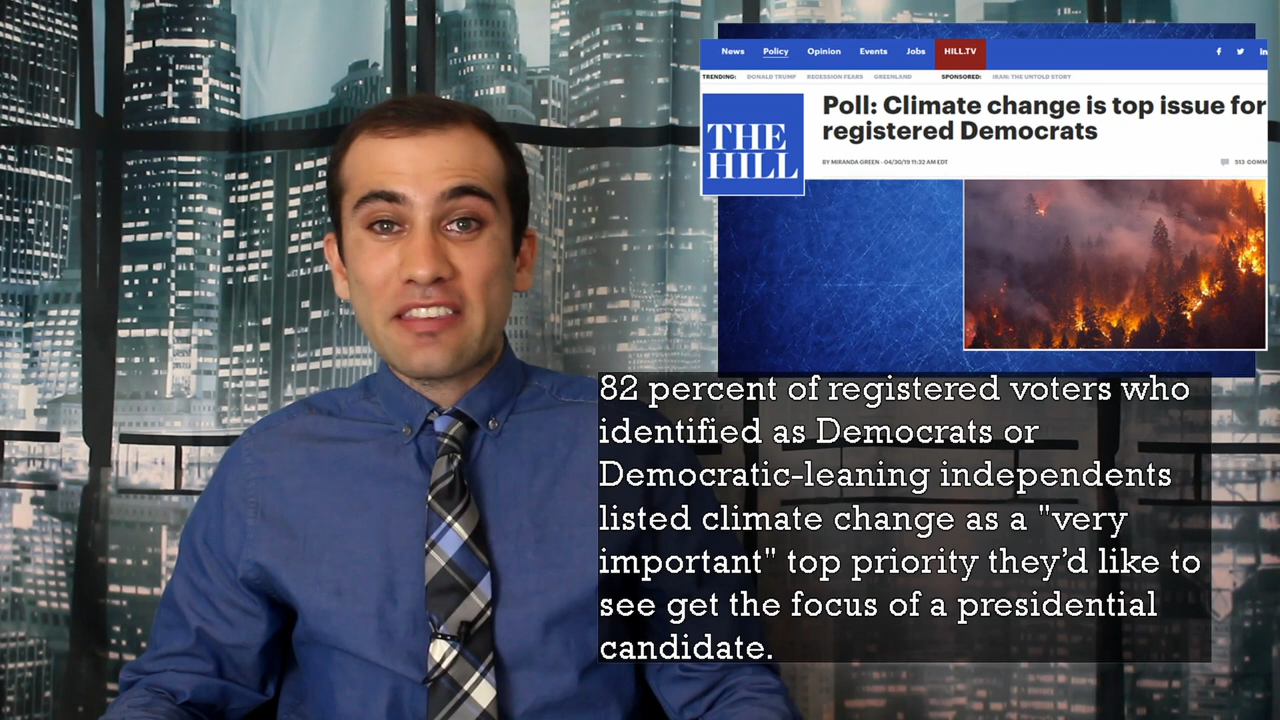 News Policy Opinion Events Jobs HILL.TV
TRENDING: DONALD TRUMP RECESSION FEARS GREENLAND SPONSORED: IRAN: THE UNTOLD STORY
THE
HILL
Poll: Climate change is top issue for
registered Democrats
BY MIRANDA GREEN - 04/30/19 11:32 AM EDT
513 COMM
82 percent of registered voters who
identified as Democrats or
Democratic-leaning independents
listed climate change as a "very
important" top priority they’d like to
see get the focus of a presidential
candidate.